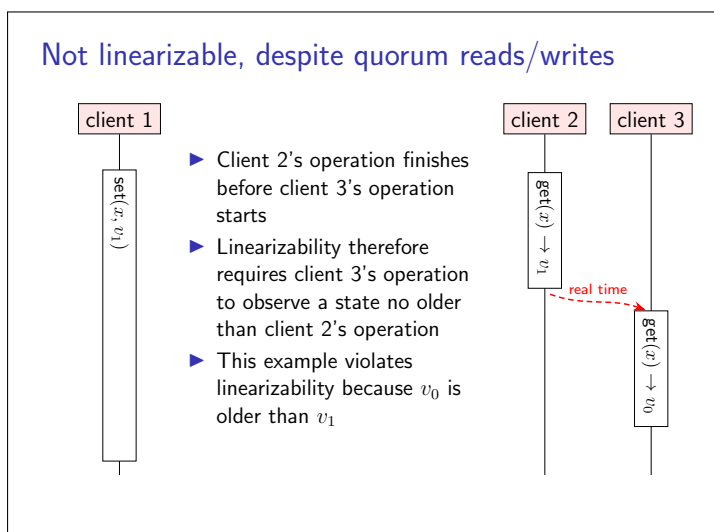 Not linearizable, despite quorum reads/writes
client 1
set(x, v₁)
▶ Client 2's operation finishes
before client 3's operation
starts
▶ Linearizability therefore
requires client 3's operation
to observe a state no older
than client 2's operation
▶ This example violates
linearizability because v₀ is
older than v₁
client 2
client 3
get(x) → v₁
real time
get(x) → v₀